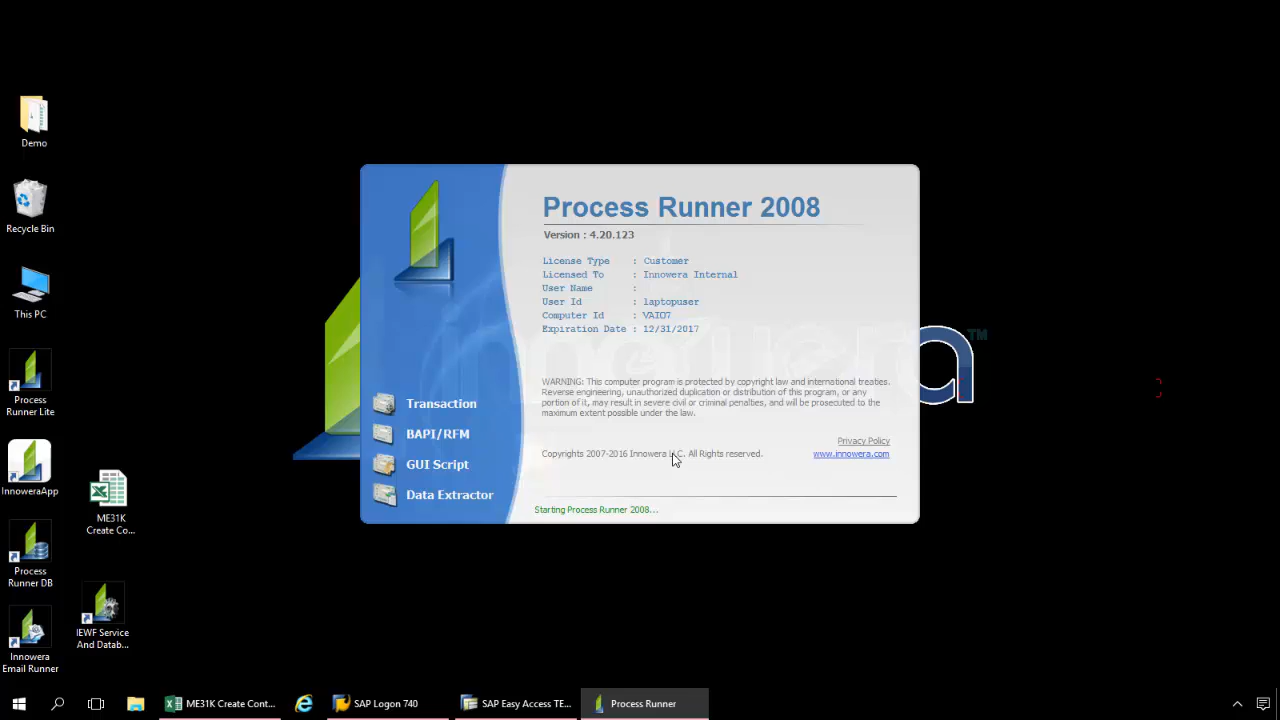 Demo
Recycle Bin
This PC
Process
Runner Lite
InnoweraApp
Process
Runner DB
Innowera
Email Runner
ME31K
Create Co...
IEWF Service
And Datab...
Process Runner 2008
Version : 4.20.123
License Type : Customer
Licensed To : Innowera Internal
User Name :
User Id : laptopuser
Computer Id : VAIO7
Expiration Date : 12/31/2017
WARNING: This computer program is protected by copyright law and international treaties.
Reverse engineering, unauthorized duplication or distribution of this program, or any
portion of it, may result in severe civil or criminal penalties, and will be prosecuted to the
maximum extent possible under the law.
Privacy Policy
Copyrights 2007-2016 Innowera LLC. All Rights reserved.
www.innowera.com
Starting Process Runner 2008...
Transaction
BAPI/RFM
GUI Script
Data Extractor
a™
ME31K Create Cont...
SAP Logon 740
SAP Easy Access TE...
Process Runner